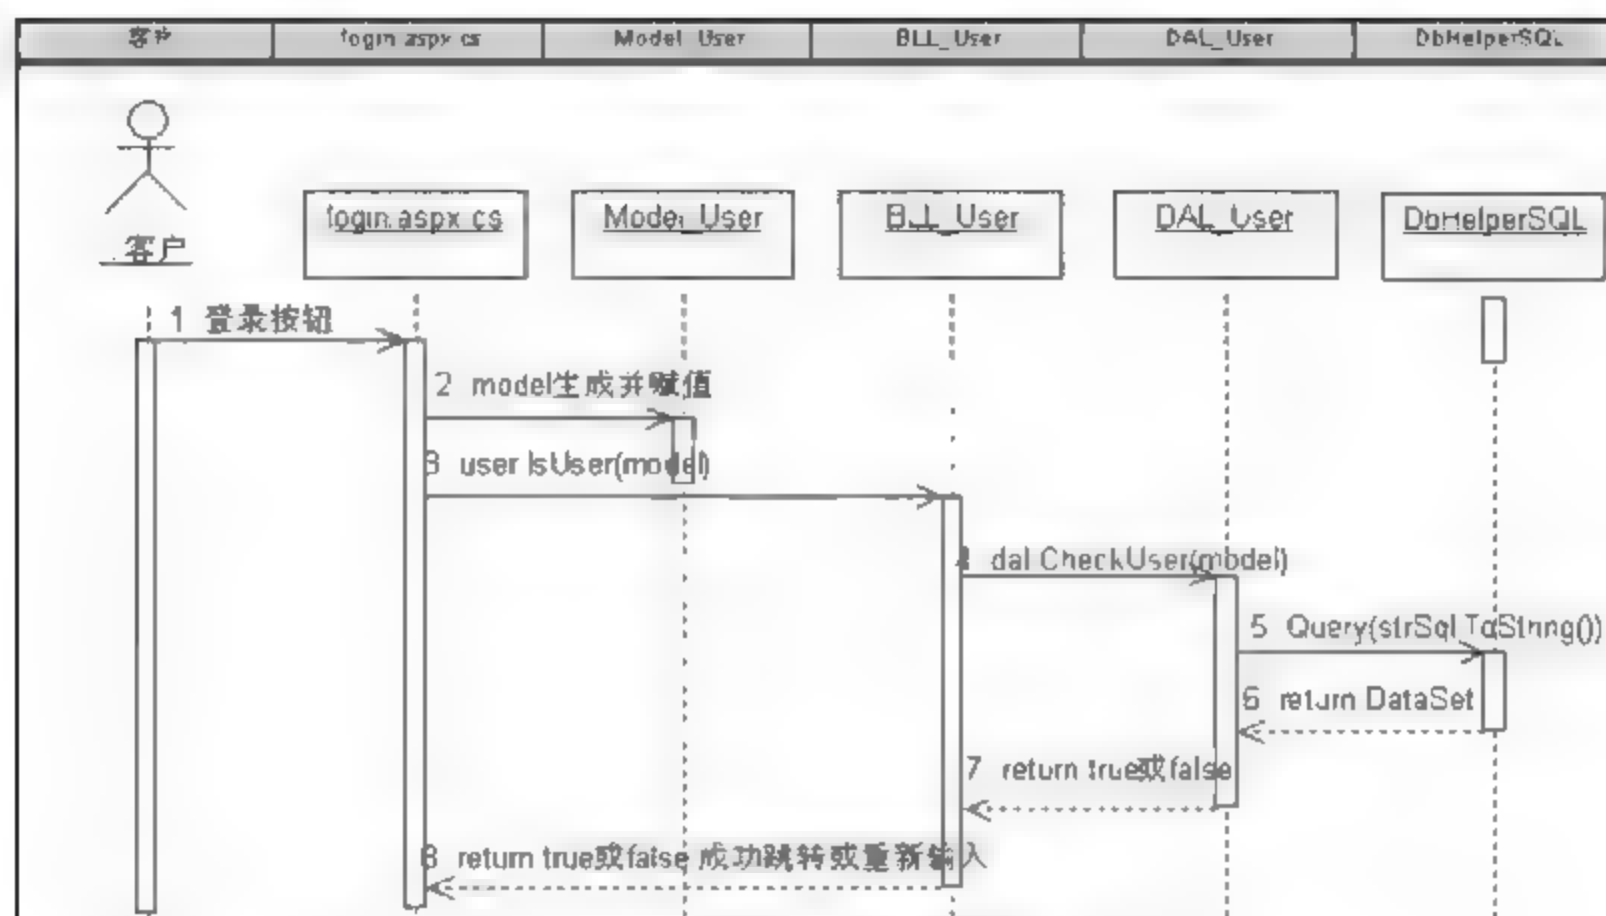 客户 login.aspx.cs Model_User BLL_User DAL_User DbHelperSQL
login.aspx.cs Model_User BLL_User DAL_User DbHelperSQL
客户
1 登录按钮
2 model生成并赋值
3 user.IsUser(model)
4 dal.CheckUser(model)
5 Query(strSql.ToString())
6 return DataSet
7 return true或false
8 return true或false,成功跳转或重新输入